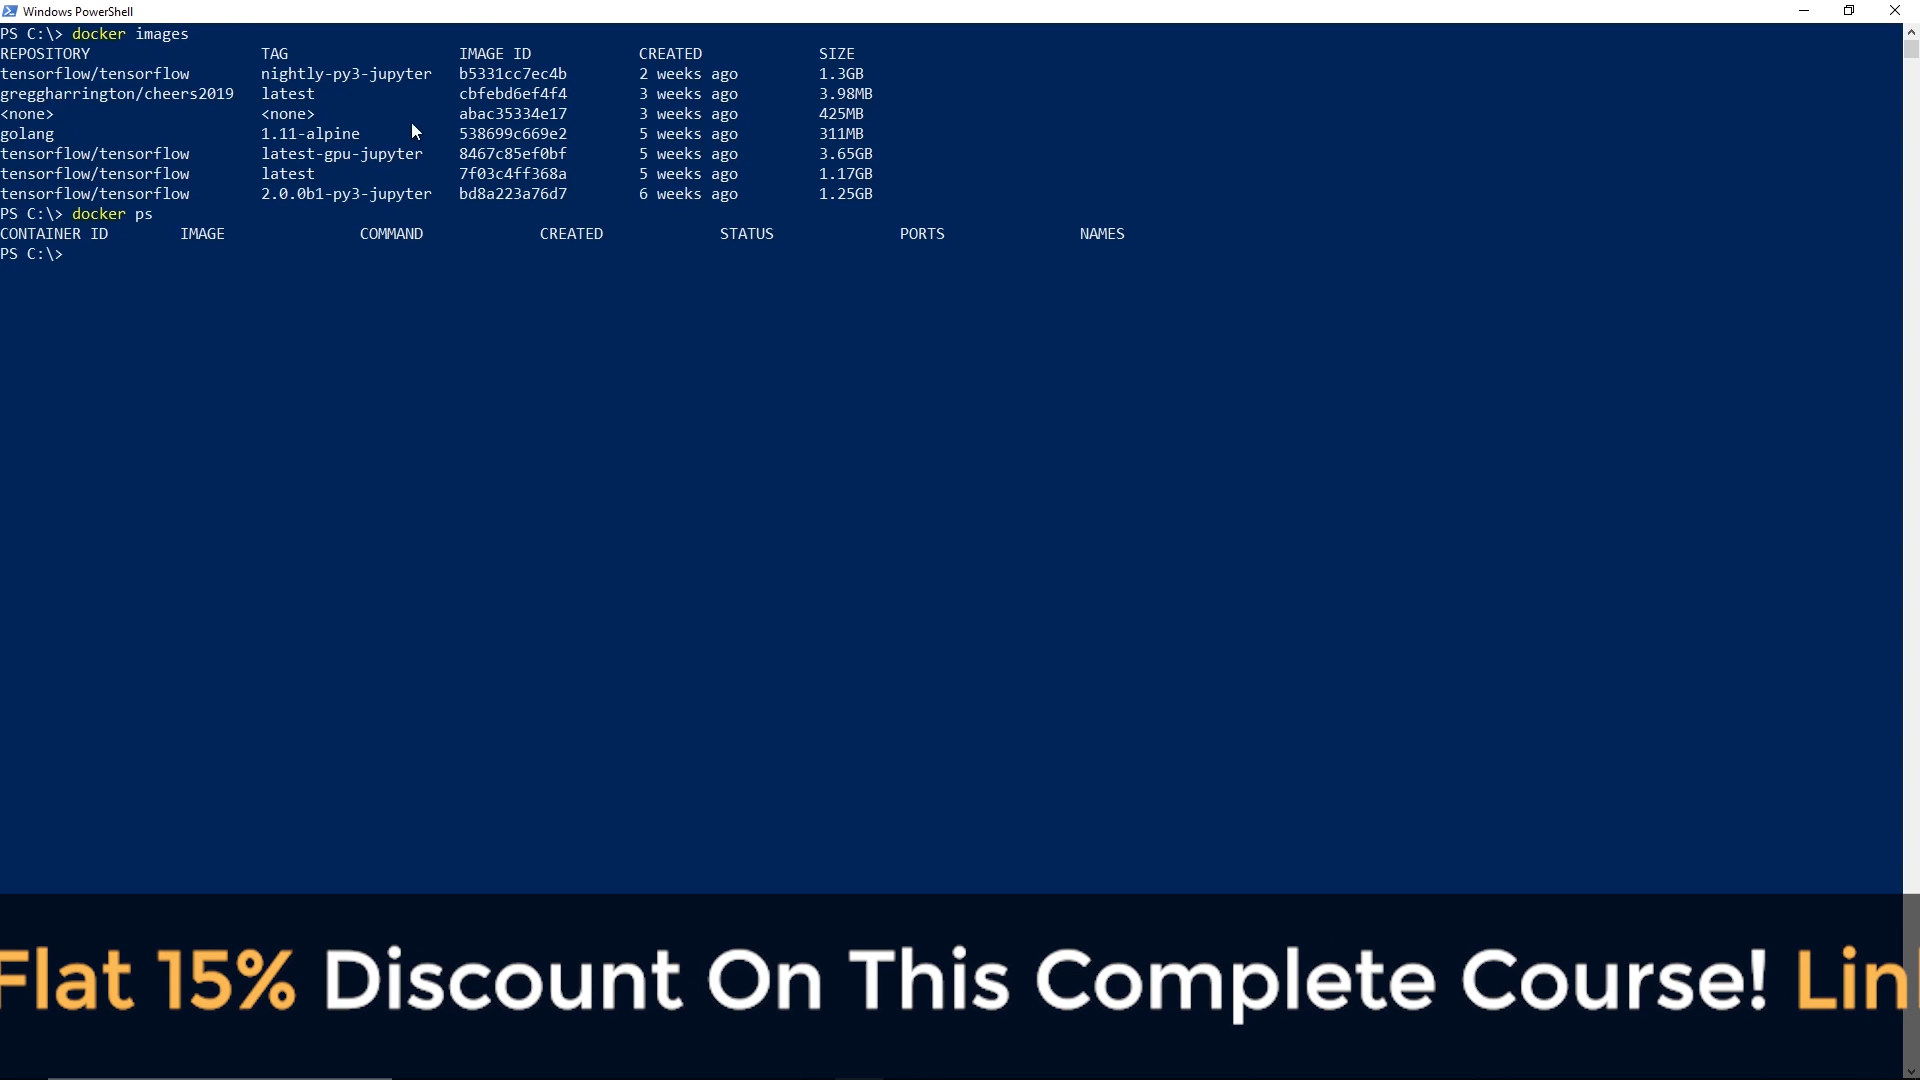 Windows PowerShell
PS C:\> docker images
REPOSITORY TAG IMAGE ID CREATED SIZE
tensorflow/tensorflow nightly-py3-jupyter b5331cc7ec4b 2 weeks ago 1.3GB
greggharrington/cheers2019 latest cbfebd6ef4f4 3 weeks ago 3.98MB
<none> <none> abac35334e17 3 weeks ago 425MB
golang 1.11-alpine 538699c669e2 5 weeks ago 311MB
tensorflow/tensorflow latest-gpu-jupyter 8467c85ef0bf 5 weeks ago 3.65GB
tensorflow/tensorflow latest 7f03c4ff368a 5 weeks ago 1.17GB
tensorflow/tensorflow 2.0.0b1-py3-jupyter bd8a223a76d7 6 weeks ago 1.25GB
PS C:\> docker ps
CONTAINER ID IMAGE COMMAND CREATED STATUS PORTS NAMES
PS C:\>
Flat 15% Discount On This Complete Course! Lin